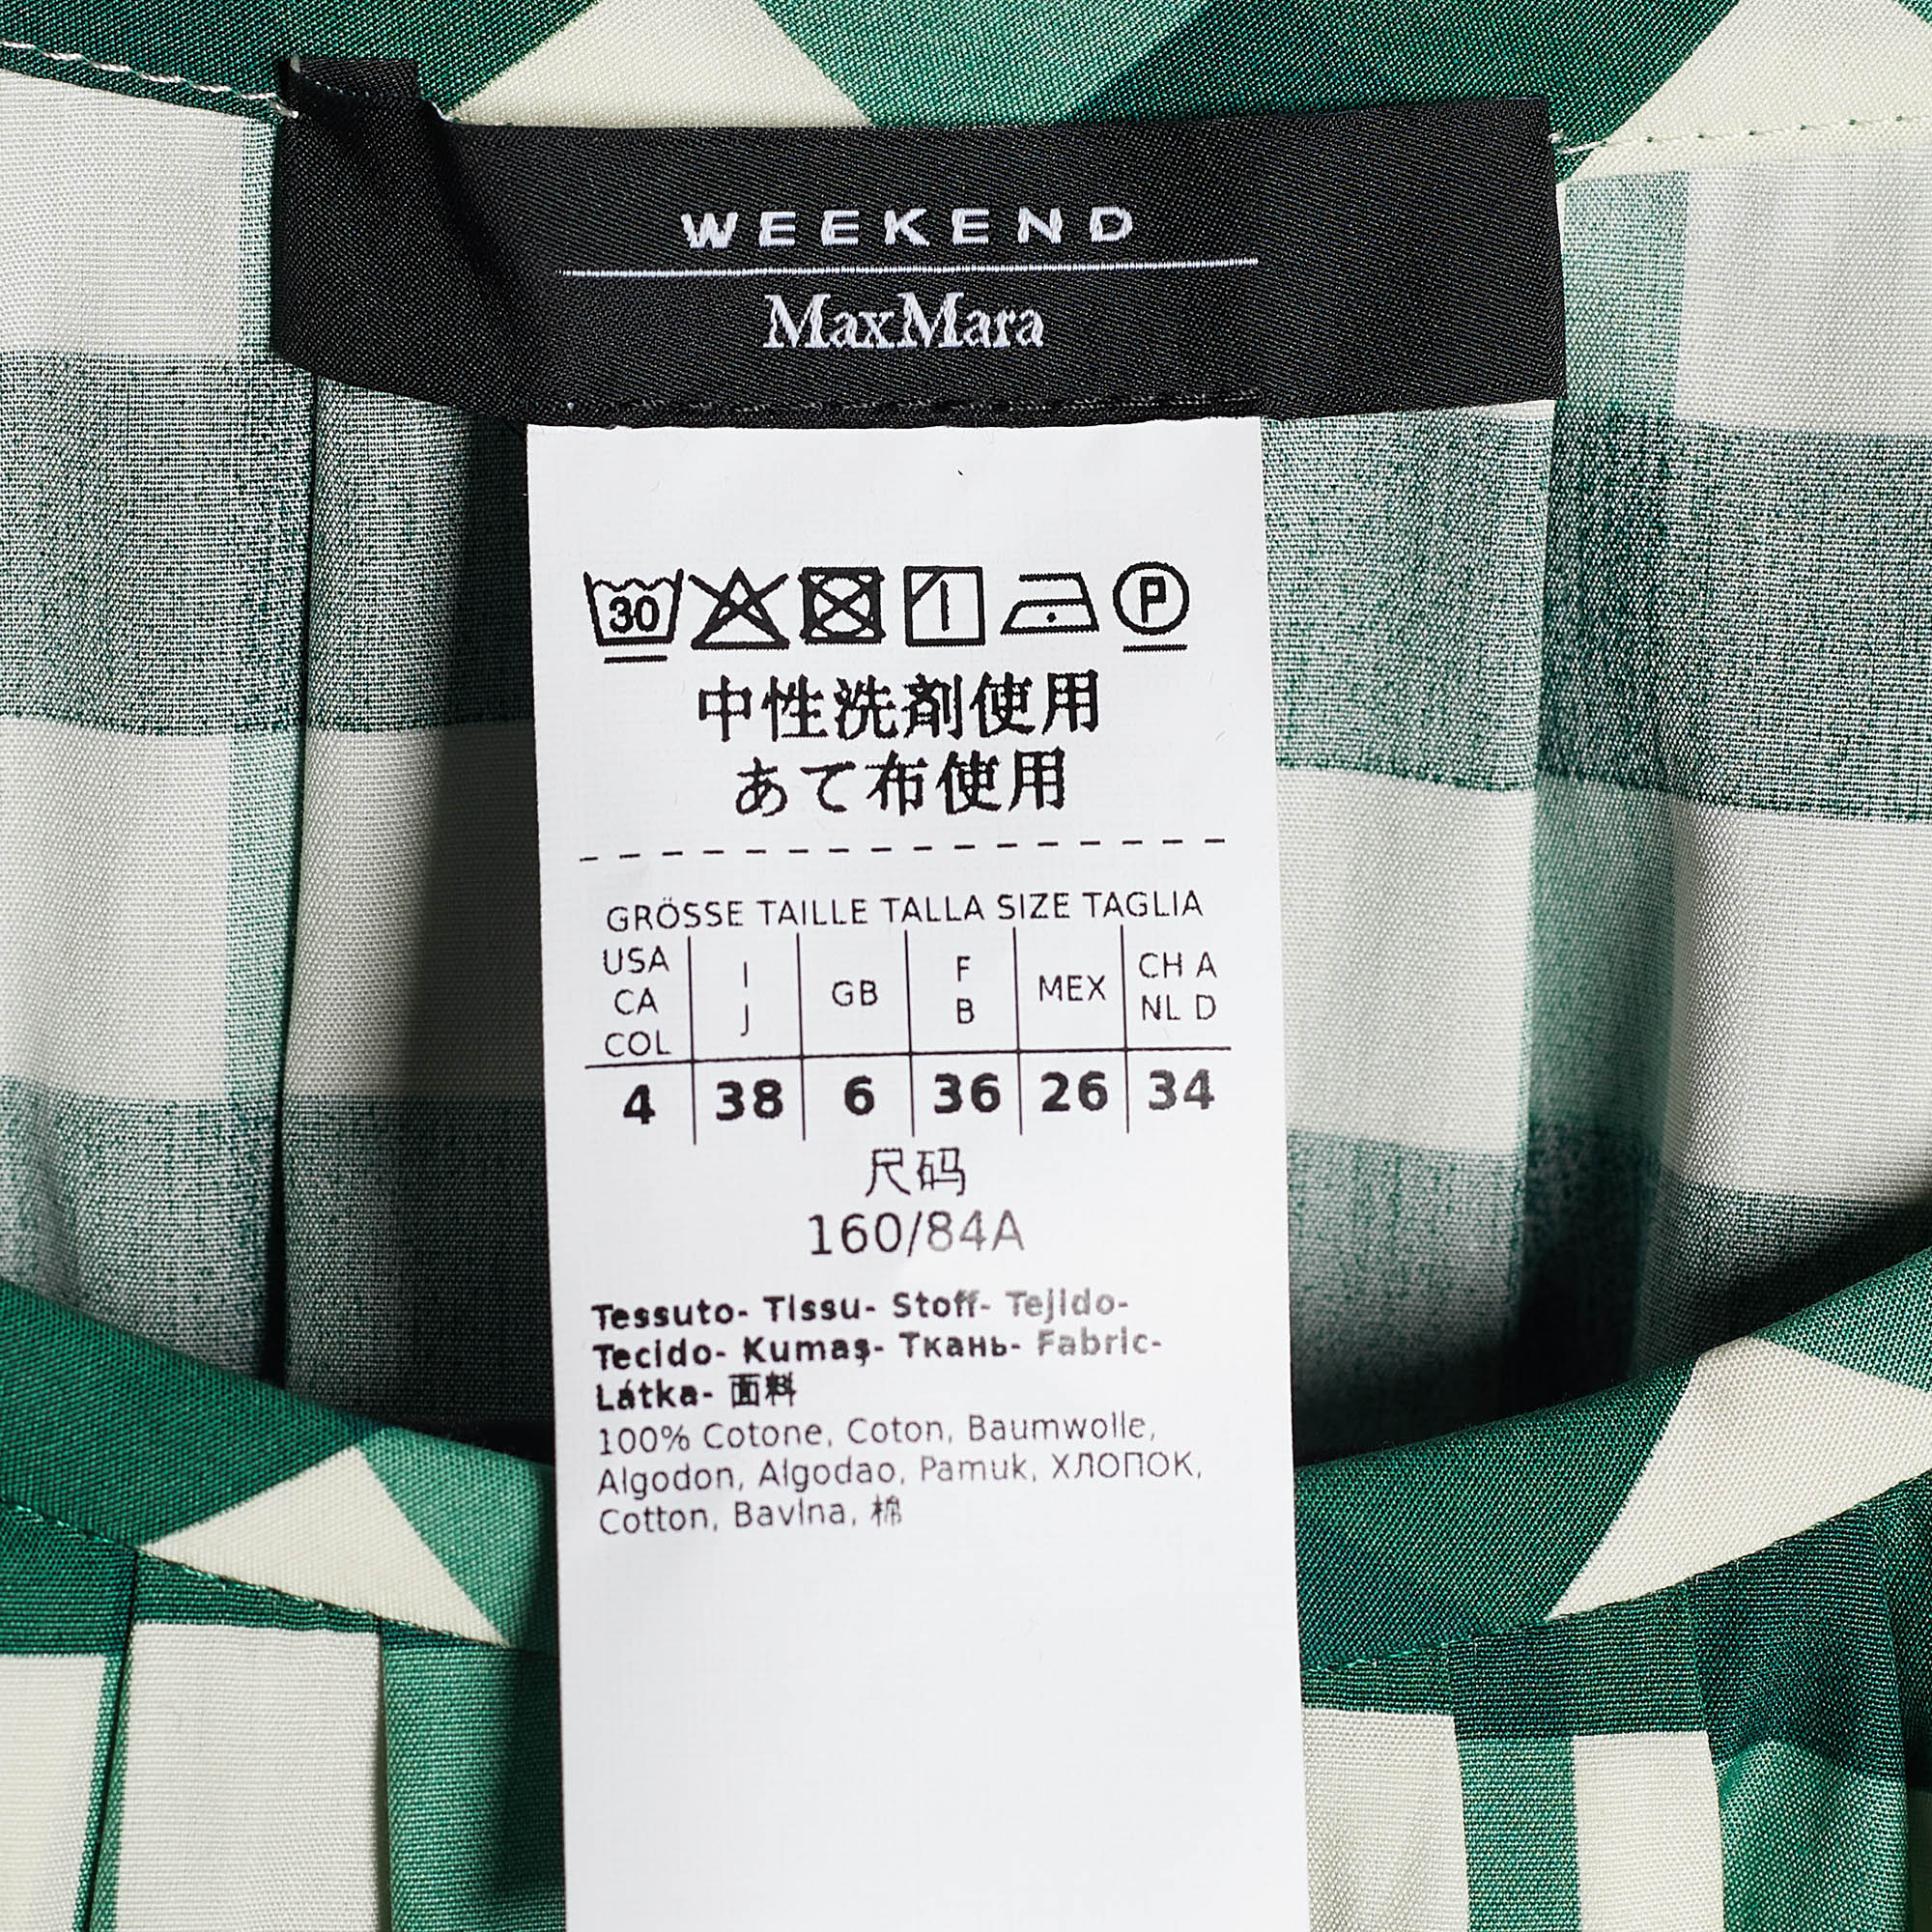 WEEKEND
MaxMara
30 P
中性洗剤使用
あて布使用
GRÖSSE TAILLE TALLA SIZE TAGLIA
USA CA COL I J GB F B MEX CH A NL D
4 38 6 36 26 34
尺码
160/84A
Tessuto- Tissu- Stoff- Tejido-
Tecido- Kumaş- Ткань- Fabric-
Látka- 面料
100% Cotone, Coton, Baumwolle,
Algodon, Algodao, Pamuk, ХЛОПОК,
Cotton, Bavlna, 棉